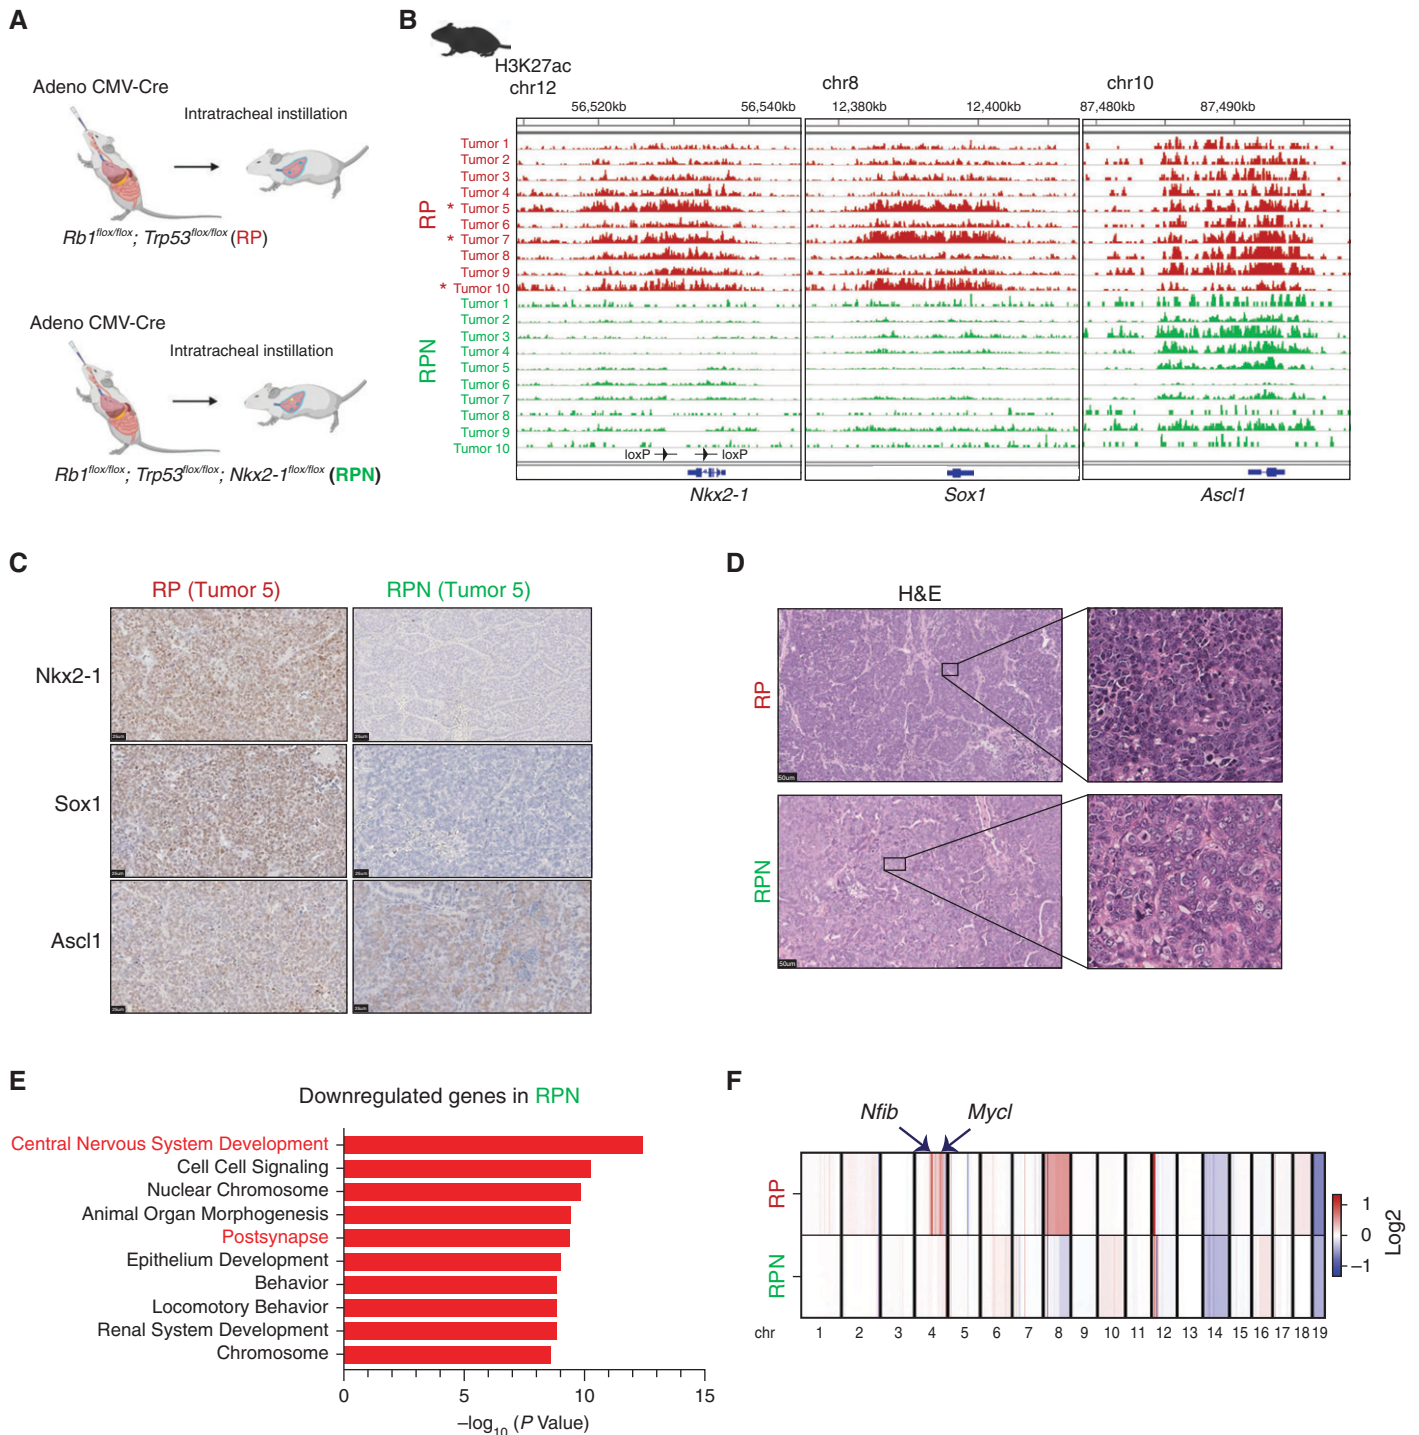 A
Adeno CMV-Cre
Intratracheal instillation
Rb1flox/flox; Trp53flox/flox (RP)
Adeno CMV-Cre
Intratracheal instillation
Rb1flox/flox; Trp53flox/flox; Nkx2-1flox/flox (RPN)
B
H3K27ac
chr12
chr8
chr10
56,520kb
56,540kb
12,380kb
12,400kb
87,480kb
87,490kb
RP
Tumor 1
Tumor 2
Tumor 3
Tumor 4
* Tumor 5
Tumor 6
* Tumor 7
Tumor 8
Tumor 9
* Tumor 10
RPN
Tumor 1
Tumor 2
Tumor 3
Tumor 4
Tumor 5
Tumor 6
Tumor 7
Tumor 8
Tumor 9
Tumor 10
loxP
loxP
Nkx2-1
Sox1
Ascl1
C
RP (Tumor 5)
RPN (Tumor 5)
Nkx2-1
Sox1
Ascl1
25um
25um
25um
25um
25um
25um
D
H&E
RP
50um
RPN
50um
E
Downregulated genes in RPN
Central Nervous System Development
Cell Cell Signaling
Nuclear Chromosome
Animal Organ Morphogenesis
Postsynapse
Epithelium Development
Behavior
Locomotory Behavior
Renal System Development
Chromosome
0
5
10
15
–log10 (P Value)
F
Nfib
Mycl
RP
RPN
chr
1
2
3
4
5
6
7
8
9
10
11
12
13
14
15
16
17
18
19
1
0
–1
Log2